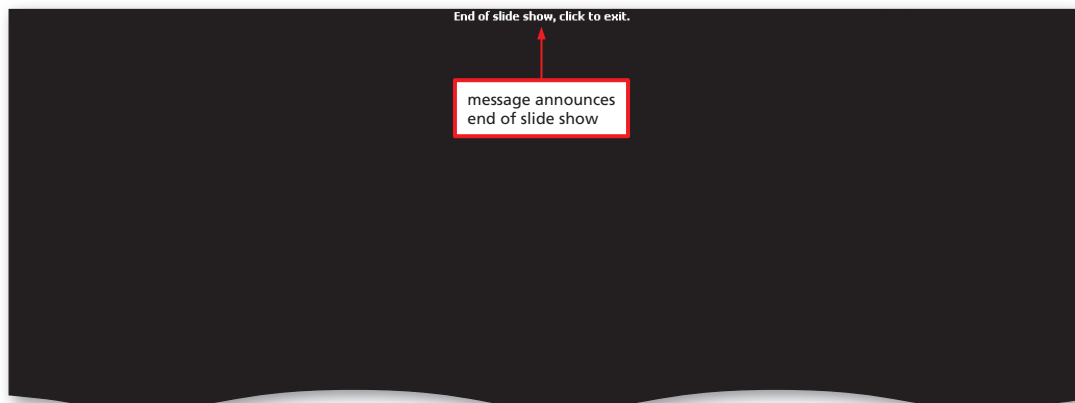 End of slide show, click to exit.
message announces
end of slide show